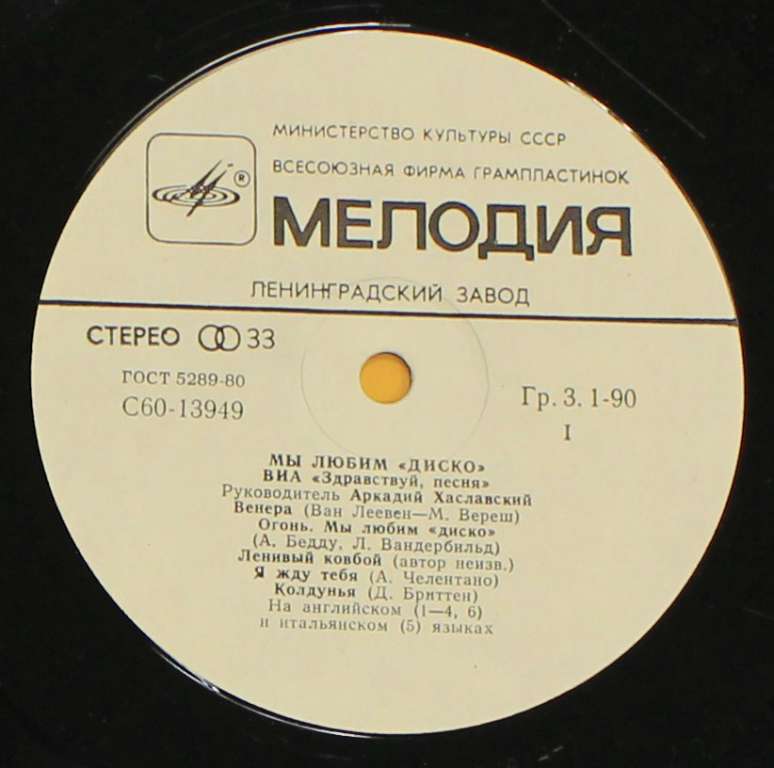 МИНИСТЕРСТВО КУЛЬТУРЫ СССР
ВСЕСОЮЗНАЯ ФИРМА ГРАМПЛАСТИНОК
®
МЕЛОДИЯ
ЛЕНИНГРАДСКИЙ ЗАВОД
СТЕРЕО 33
ГОСТ 5289-80
С60-13949
Гр. 3. 1-90
I
МЫ ЛЮБИМ «ДИСКО»
ВИА «Здравствуй, песня»
Руководитель Аркадий Хаславский
Венера (Ван Леевен—М. Вереш)
Огонь. Мы любим «диско»
(А. Бедду, Л. Вандербильд)
Ленивый ковбой (автор неизв.)
Я жду тебя (А. Челентано)
Колдунья (Д. Бриттен)
На английском (1—4, 6)
и итальянском (5) языках